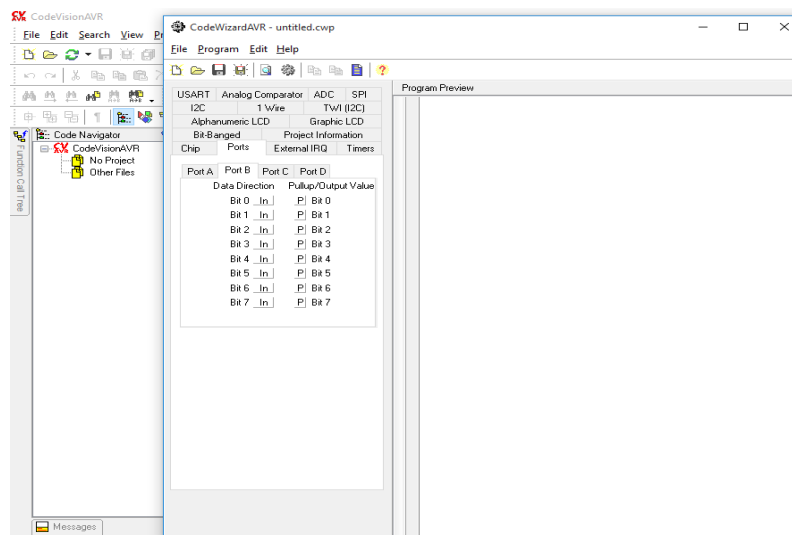 CodeVisionAVR
File Edit Search View Pr
CodeWizardAVR - untitled.cwp
File Program Edit Help
Code Navigator
CodeVisionAVR
No Project
Other Files
Function Call Tree
Messages
USART Analog Comparator ADC SPI
I2C 1 Wire TWI (I2C)
Alphanumeric LCD Graphic LCD
Bit-Banged Project Information
Chip Ports External IRQ Timers
Port A Port B Port C Port D
Data Direction Pullup/Output Value
Bit 0 In P Bit 0
Bit 1 In P Bit 1
Bit 2 In P Bit 2
Bit 3 In P Bit 3
Bit 4 In P Bit 4
Bit 5 In P Bit 5
Bit 6 In P Bit 6
Bit 7 In P Bit 7
Program Preview